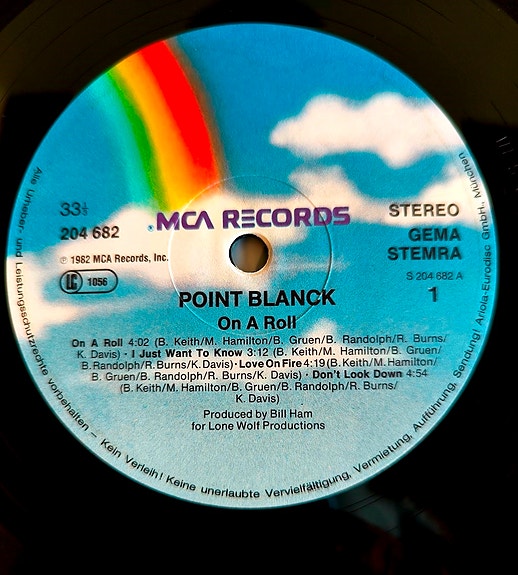 MCA RECORDS
33⅓
204 682
℗ 1982 MCA Records, Inc.
LC 1056
STEREO
GEMA
STEMRA
S 204 682 A
1
POINT BLANCK
On A Roll
On A Roll 4:02 (B. Keith/M. Hamilton/B. Gruen/B. Randolph/R. Burns/
K. Davis) · I Just Want To Know 3:12 (B. Keith/M. Hamilton/B. Gruen/
B. Randolph/R. Burns/K. Davis) · Love On Fire 4:19 (B. Keith/M. Hamilton/
B. Gruen/B. Randolph/R. Burns/K. Davis) · Don't Look Down 4:54
(B. Keith/M. Hamilton/B. Gruen/B. Randolph/R. Burns/
K. Davis)
Produced by Bill Ham
for Lone Wolf Productions
Alle Urheber- und Leistungsschutzrechte vorbehalten – Kein Verleih! Keine unerlaubte Vervielfältigung, Vermietung, Aufführung, Sendung! Ariola-Eurodisc GmbH., München